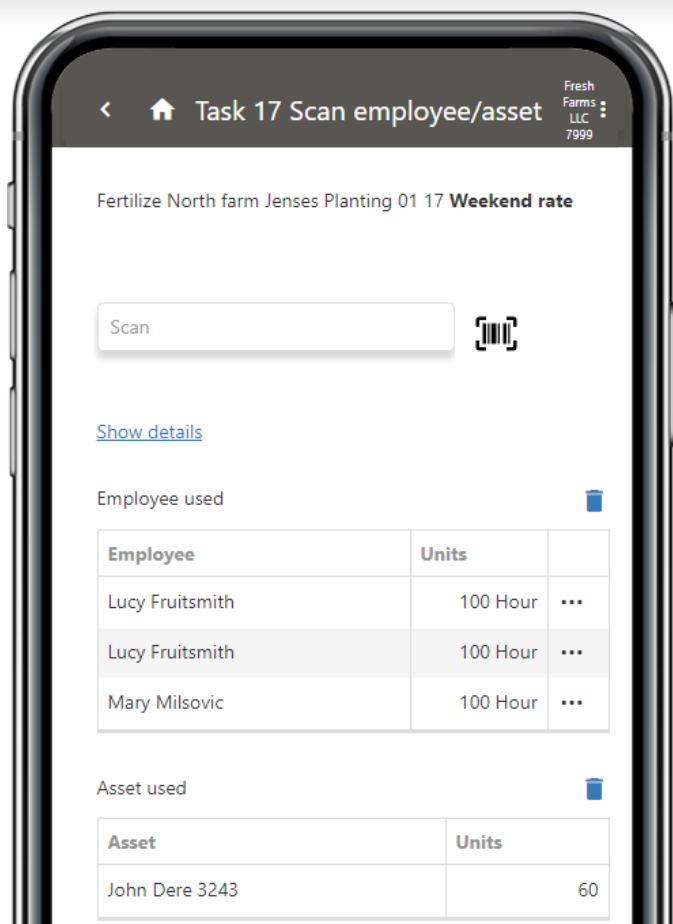 Task 17 Scan employee/asset
Fresh
Farms
LLC
7999
Fertilize North farm Jenses Planting 01 17 Weekend rate
Scan
Show details
Employee used
Employee Units
Lucy Fruitsmith 100 Hour
Lucy Fruitsmith 100 Hour
Mary Milsovic 100 Hour
Asset used
Asset Units
John Dere 3243 60